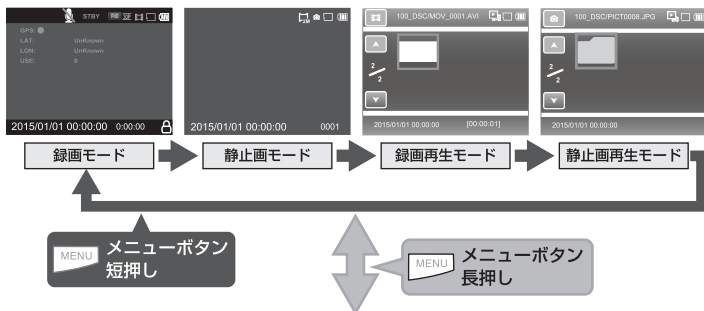 STBY
GPS:
LAT: UnKnown
LON: UnKnown
USE: 0
2015/01/01 00:00:00 0:00:00
2015/01/01 00:00:00 0001
100_DSC/MOV_0001.AVI
2/2
2015/01/01 00:00:00 [00:00:01]
100_DSC/PICT0008.JPG
2/2
2015/01/01 00:00:00
録画モード
静止画モード
録画再生モード
静止画再生モード
MENU
メニューボタン
短押し
MENU
メニューボタン
長押し